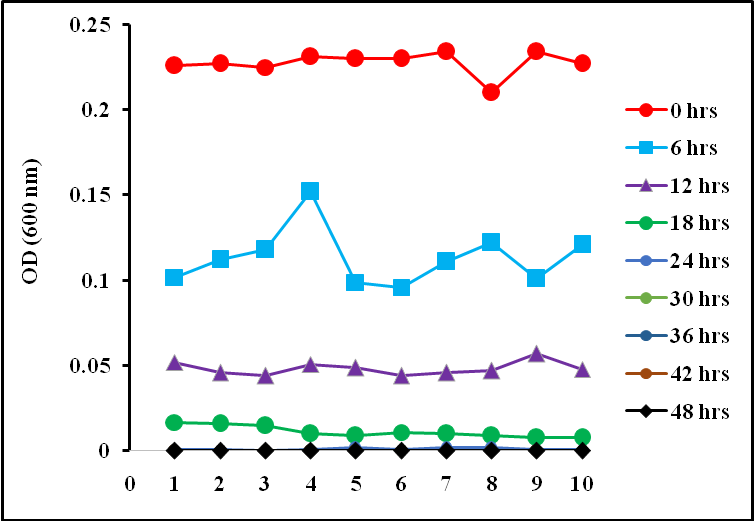 0.25
0.2
0.15
0.1
0.05
0
OD (600 nm)
0 1 2 3 4 5 6 7 8 9 10
0 hrs
6 hrs
12 hrs
18 hrs
24 hrs
30 hrs
36 hrs
42 hrs
48 hrs